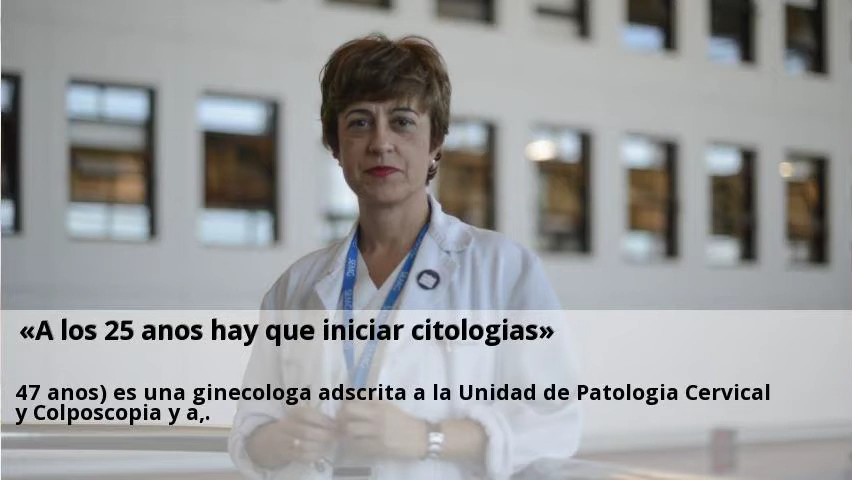 «A los 25 anos hay que iniciar citologias»
47 anos) es una ginecologa adscrita a la Unidad de Patologia Cervical
y Colposcopia y a,.